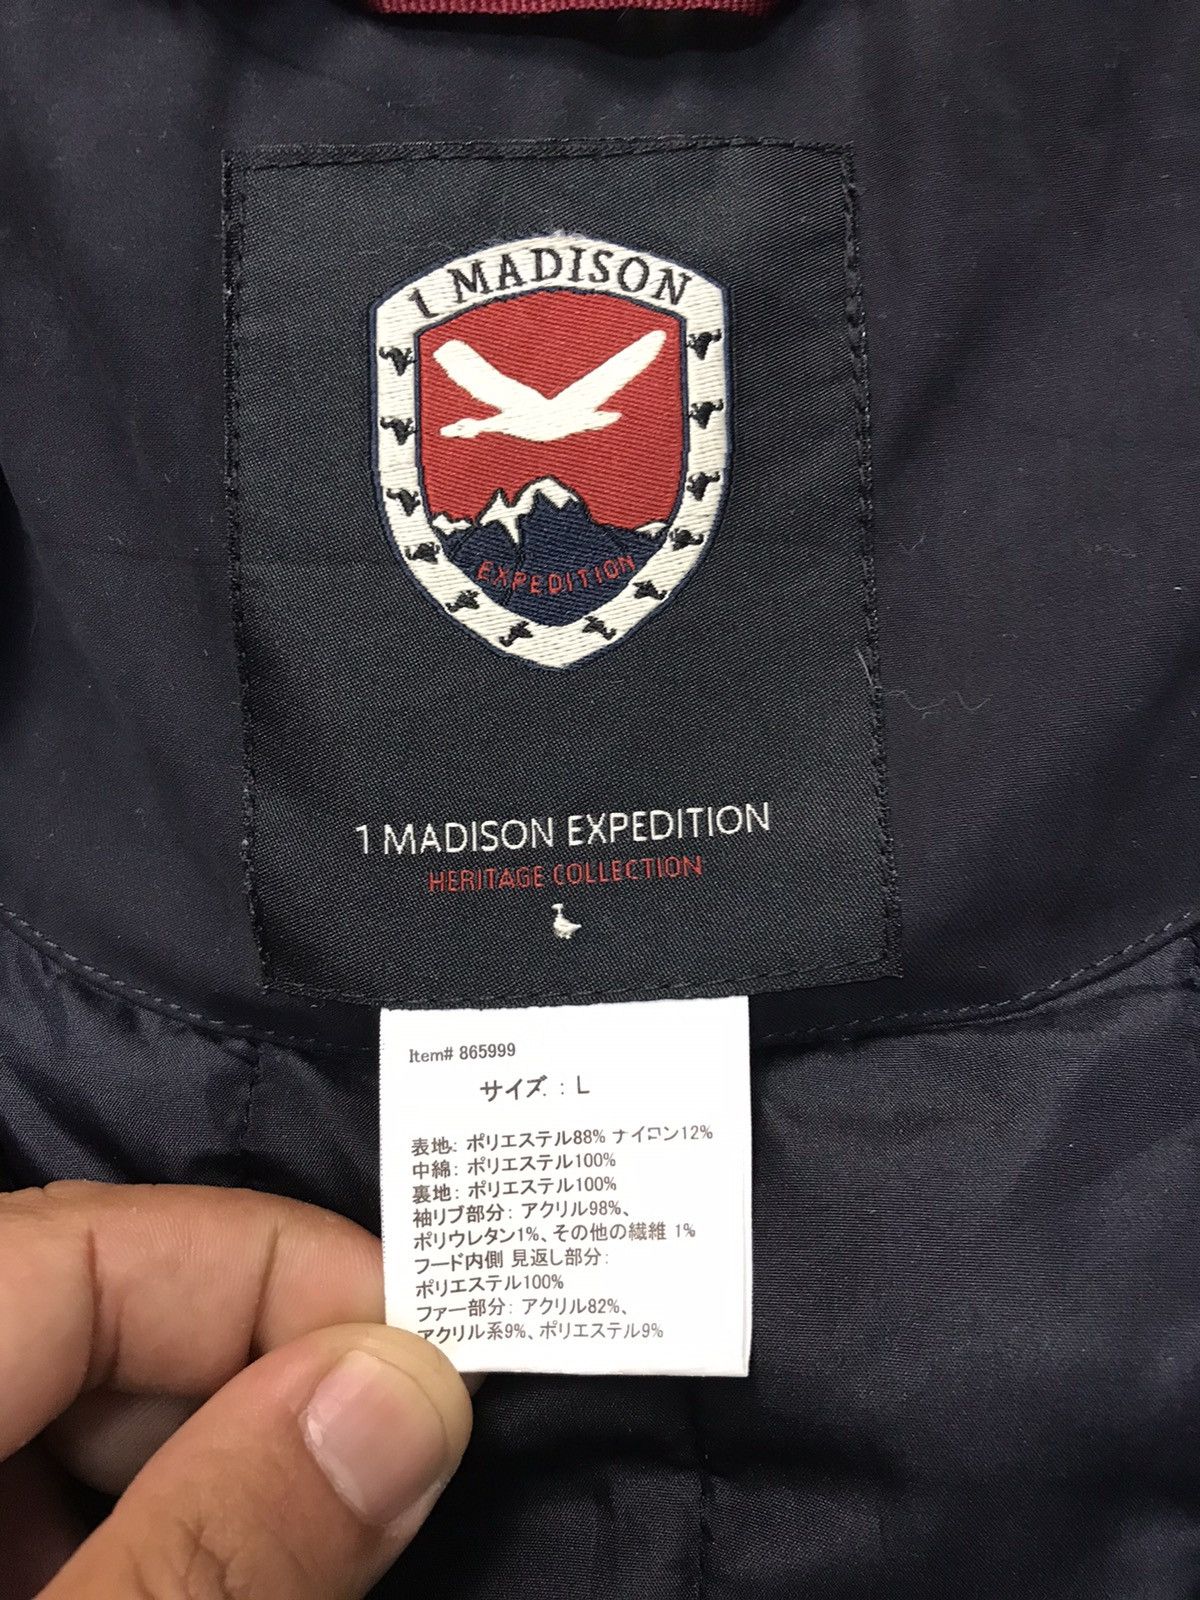 1 MADISON
EXPEDITION
1 MADISON EXPEDITION
HERITAGE COLLECTION
Item# 865999
サイズ : L
表地: ポリエステル88% ナイロン12%
中綿: ポリエステル100%
裏地: ポリエステル100%
袖リブ部分: アクリル98%、
ポリウレタン1%、その他の繊維 1%
フード内側 見返し部分:
ポリエステル100%
ファー部分: アクリル82%、
アクリル系9%、ポリエステル9%